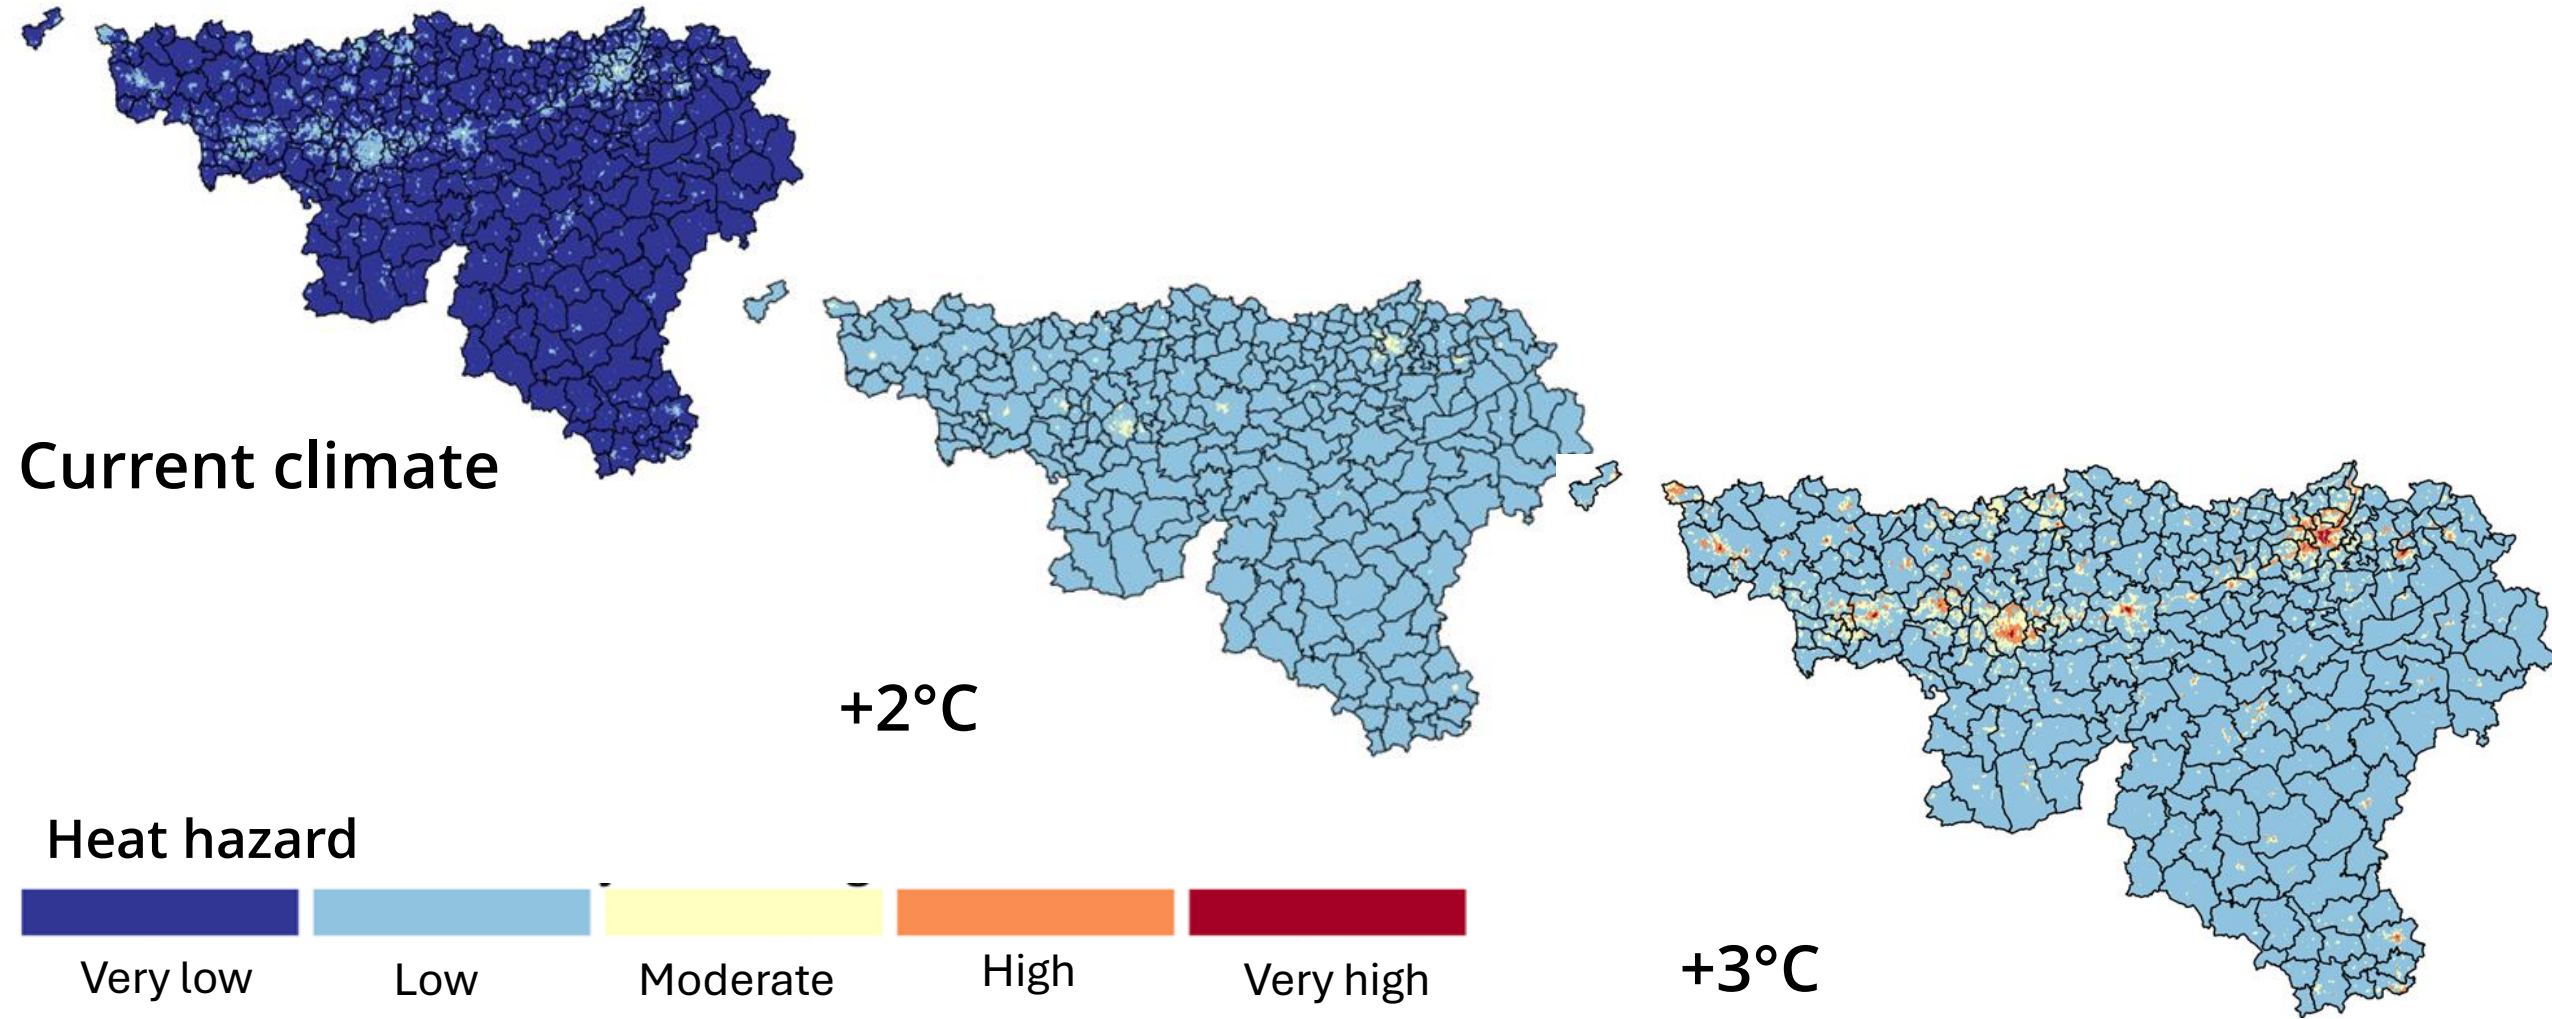 Current climate
+2°C
Heat hazard
Very low
Low
Moderate
High
Very high
+3°C